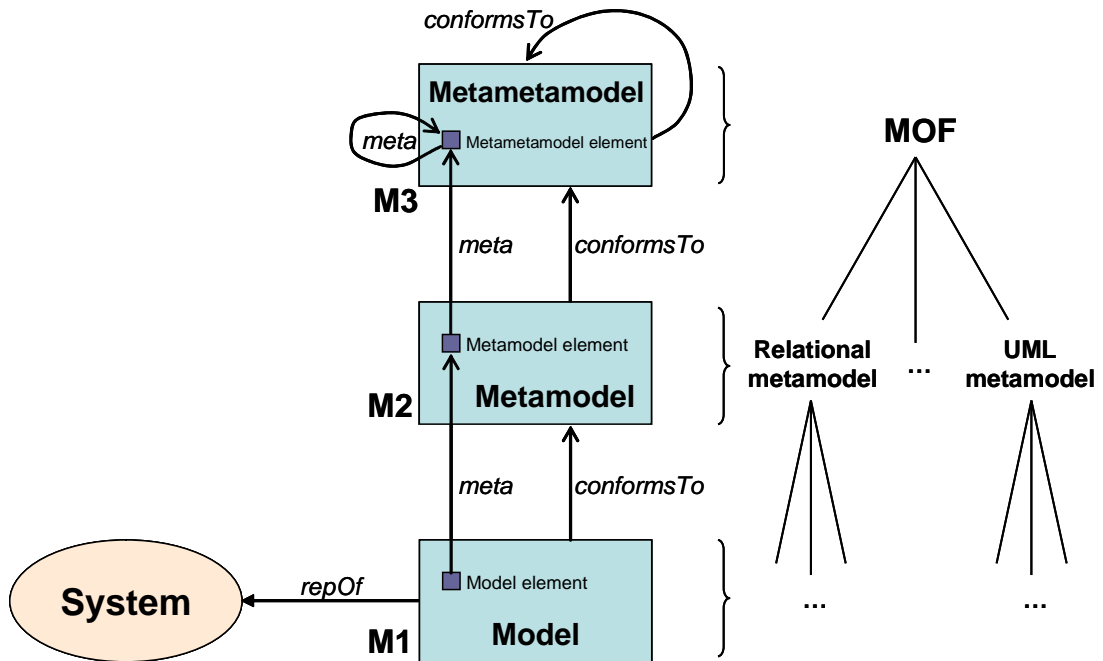 conformsTo
Metametamodel
meta
Metametamodel element
MOF
M3
meta
conformsTo
Metamodel element
Relational
metamodel
...
UML
metamodel
Metamodel
M2
meta
conformsTo
Model element
System
repOf
...
...
Model
M1